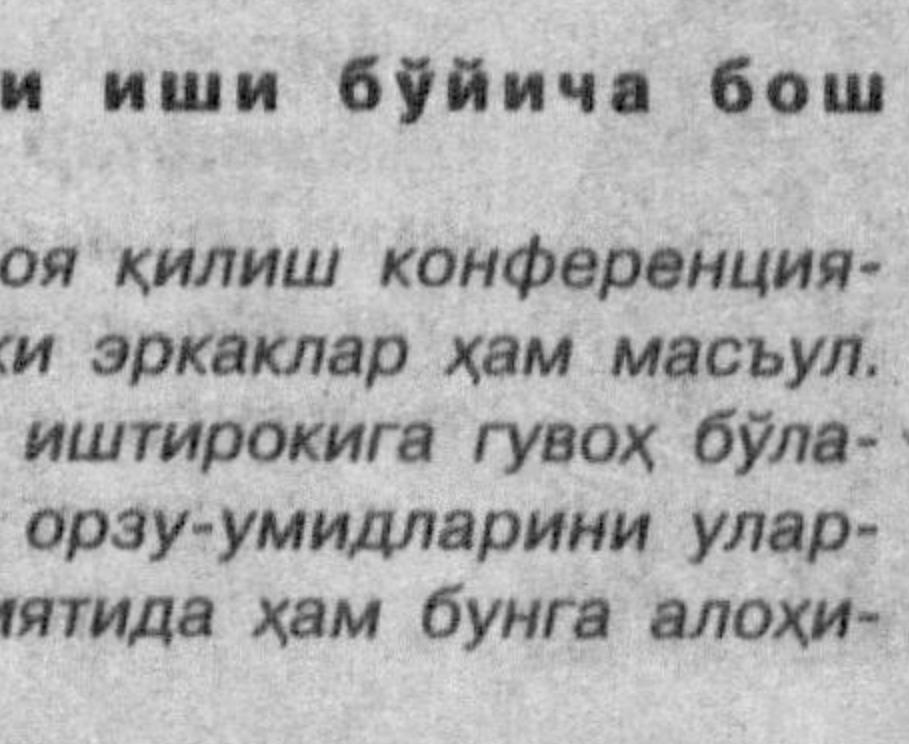 и иши бўйича бош
оя қилиш конференция-
ки эркаклар ҳам масъул.
иштирокига гувоҳ бўла-
орзу-умидларини улар-
иятида ҳам бунга алоҳи-